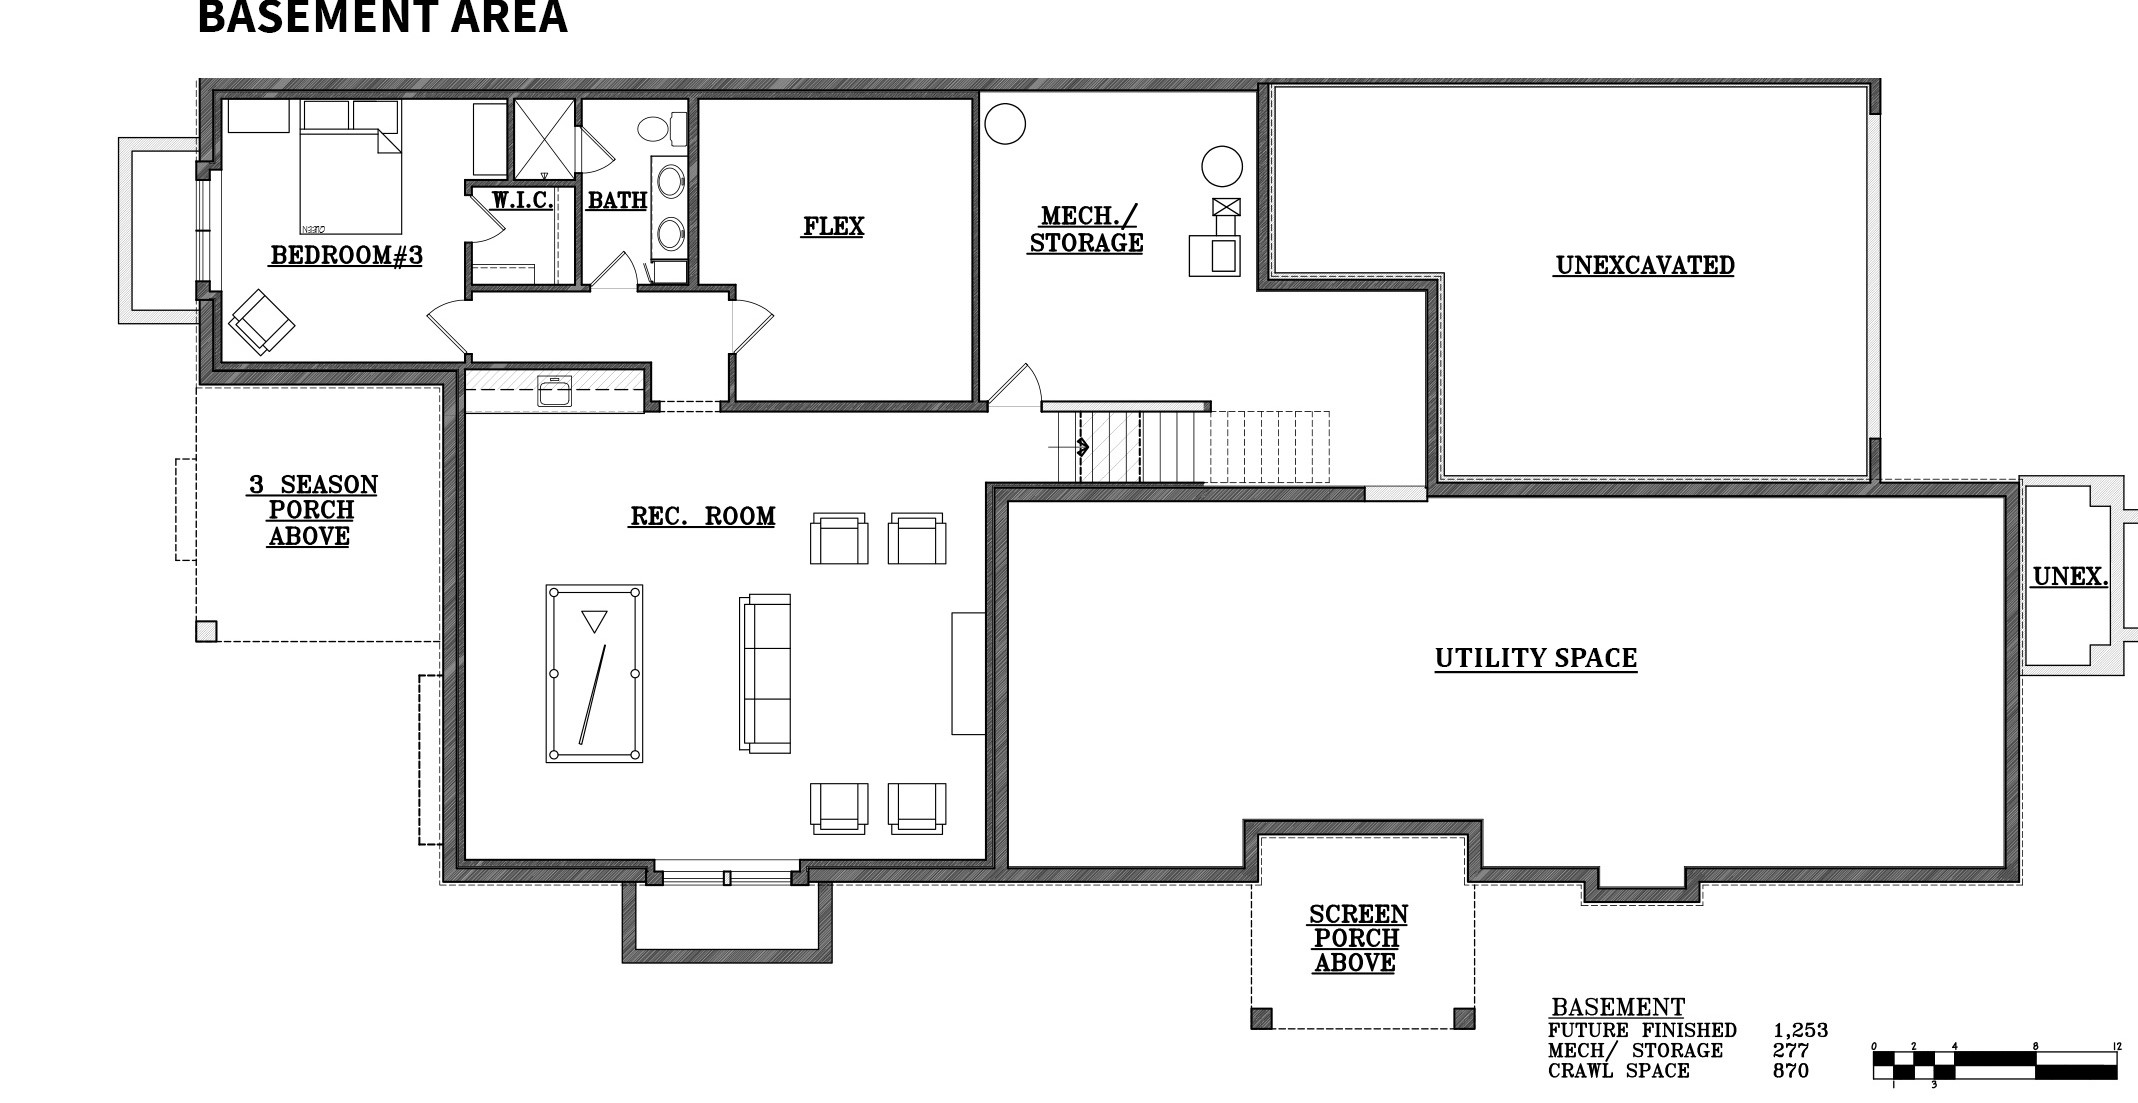 BASEMENT AREA
W.I.C.
BATH
QUEEN
BEDROOM#3
FLEX
MECH./
STORAGE
UNEXCAVATED
3 SEASON
PORCH
ABOVE
REC. ROOM
UNEX.
UTILITY SPACE
SCREEN
PORCH
ABOVE
BASEMENT
FUTURE FINISHED 1,253
MECH/ STORAGE 277
CRAWL SPACE 870
0 2 4 8 12
1 3